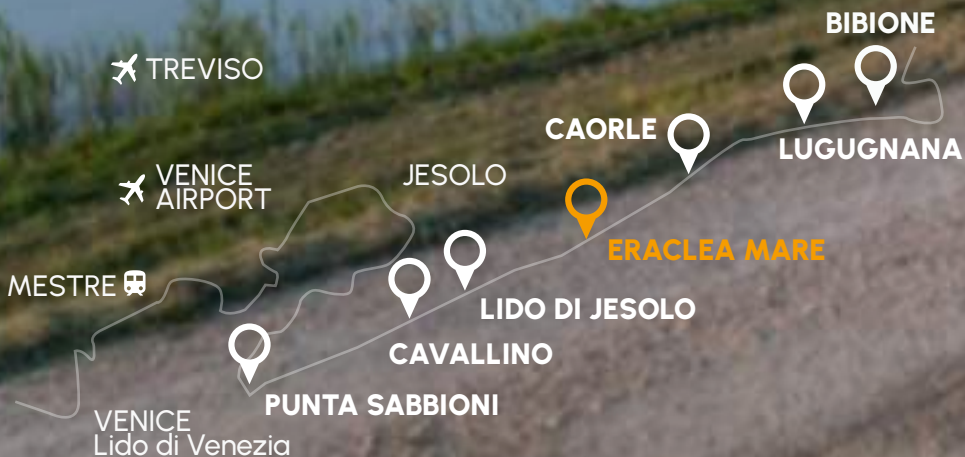 BIBIONE
TREVISO
CAORLE
LUGUGNANA
VENICE
AIRPORT
JESOLO
ERACLEA MARE
MESTRE
LIDO DI JESOLO
CAVALLINO
PUNTA SABBIONI
VENICE
Lido di Venezia